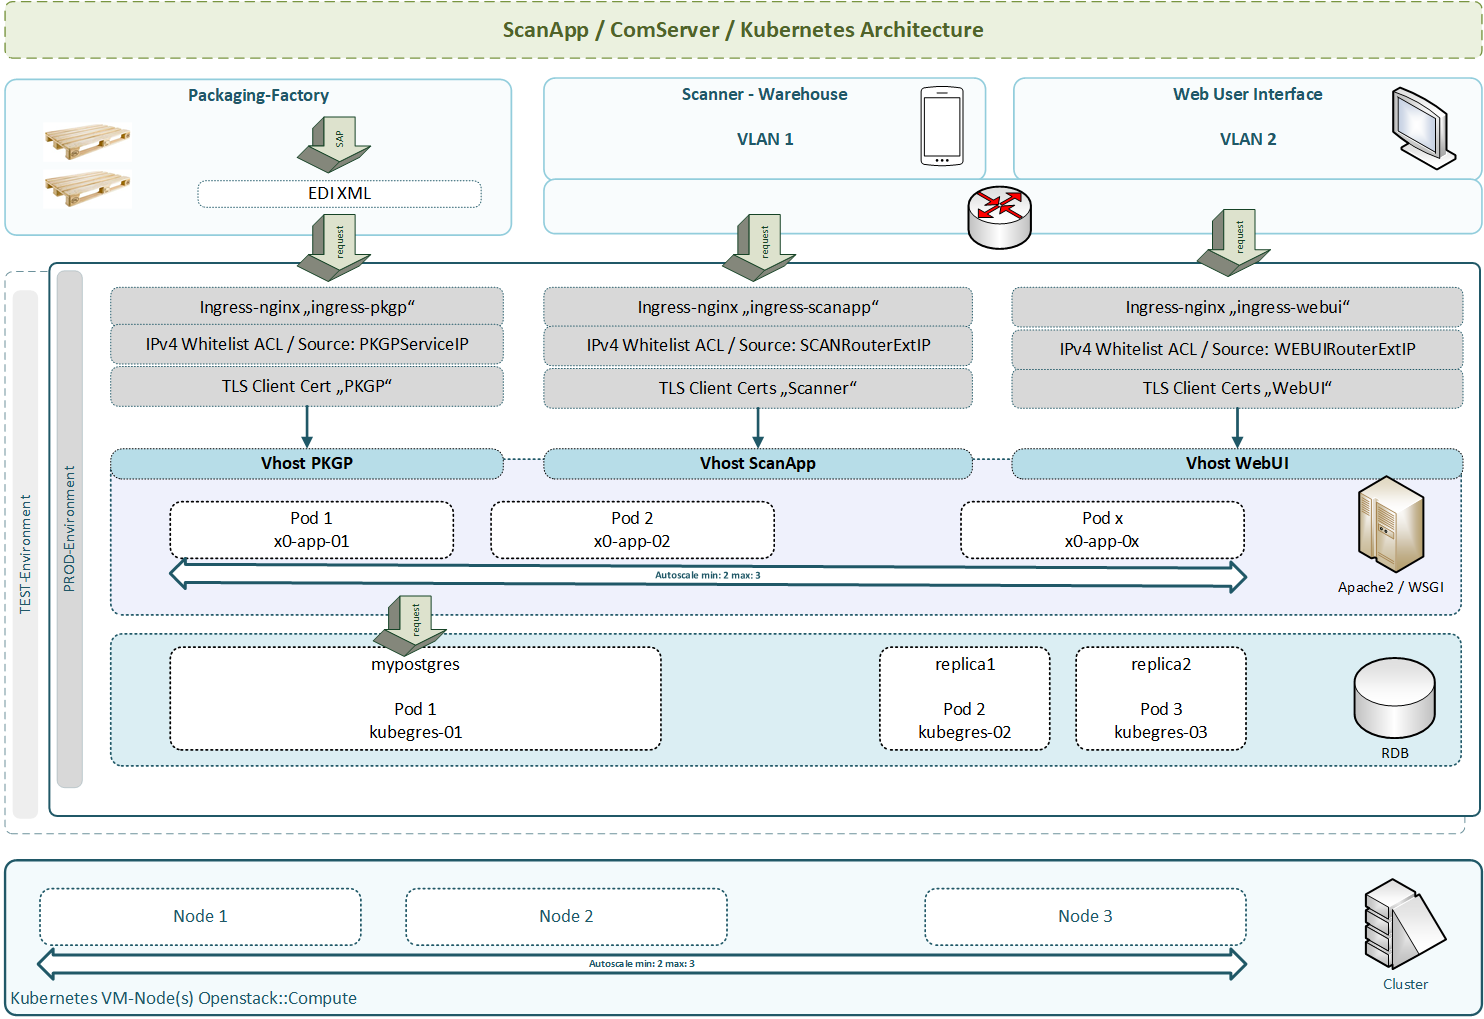 ScanApp / ComServer / Kubernetes Architecture
Packaging-Factory
SAP
EDI XML
request
Scanner - Warehouse
VLAN 1
request
Web User Interface
VLAN 2
request
TEST-Environment
PROD-Environment
Ingress-nginx „ingress-pkgp“
IPv4 Whitelist ACL / Source: PKGPServiceIP
TLS Client Cert „PKGP“
Ingress-nginx „ingress-scanapp“
IPv4 Whitelist ACL / Source: SCANRouterExtIP
TLS Client Certs „Scanner“
Ingress-nginx „ingress-webui“
IPv4 Whitelist ACL / Source: WEBUIRouterExtIP
TLS Client Certs „WebUI“
Vhost PKGP
Vhost ScanApp
Vhost WebUI
Pod 1
x0-app-01
Pod 2
x0-app-02
Pod x
x0-app-0x
Autoscale min: 2 max: 3
Apache2 / WSGI
request
mypostgres
Pod 1
kubegres-01
replica1
Pod 2
kubegres-02
replica2
Pod 3
kubegres-03
RDB
Node 1
Node 2
Node 3
Autoscale min: 2 max: 3
Cluster
Kubernetes VM-Node(s) Openstack::Compute